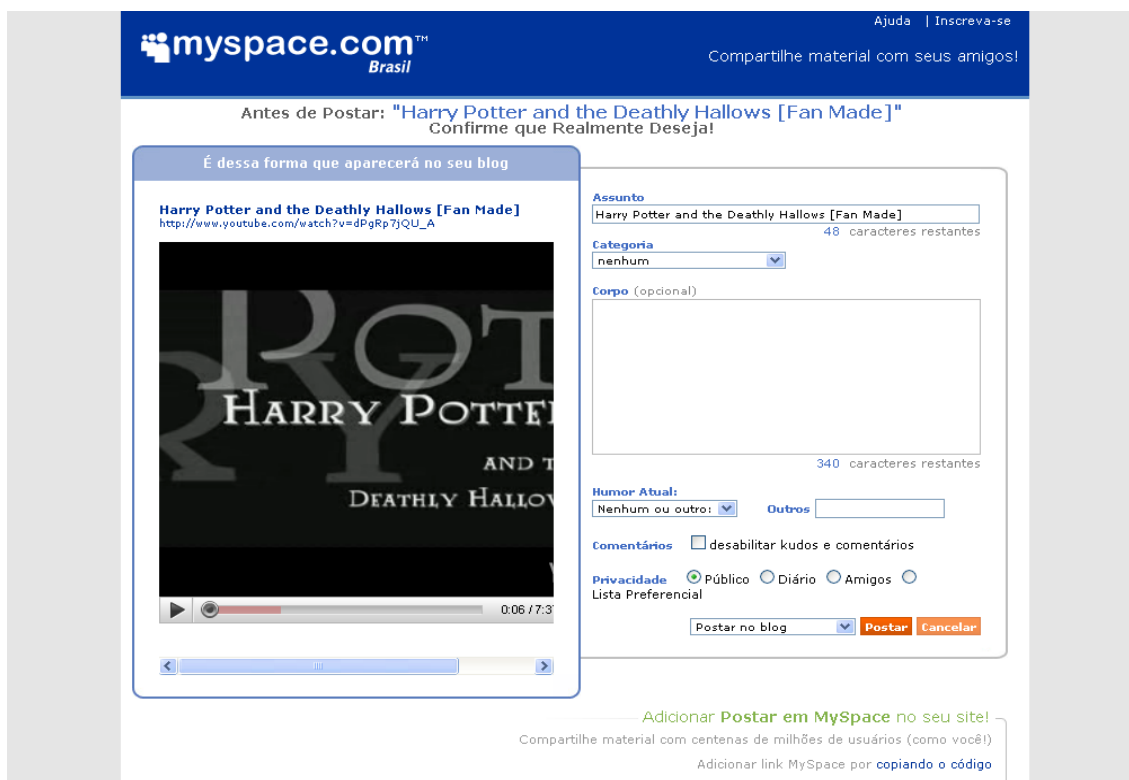 Ajuda | Inscreva-se
myspace.com™
Brasil
Compartilhe material com seus amigos!
Antes de Postar: "Harry Potter and the Deathly Hallows [Fan Made]"
Confirme que Realmente Deseja!
É dessa forma que aparecerá no seu blog
Harry Potter and the Deathly Hallows [Fan Made]
http://www.youtube.com/watch?v=dPgRp7jQU_A
POT
RY
HARRY POTTE
AND T
DEATHLY HALLOW
0:06 / 7:3
Assunto
Harry Potter and the Deathly Hallows [Fan Made]
48 caracteres restantes
Categoria
nenhum
Corpo (opcional)
340 caracteres restantes
Humor Atual:
Nenhum ou outro: Outros
Comentários desabilitar kudos e comentários
Privacidade Público Diário Amigos
Lista Preferencial
Postar no blog Postar Cancelar
Adicionar Postar em MySpace no seu site!
Compartilhe material com centenas de milhões de usuários (como você!)
Adicionar link MySpace por copiando o código